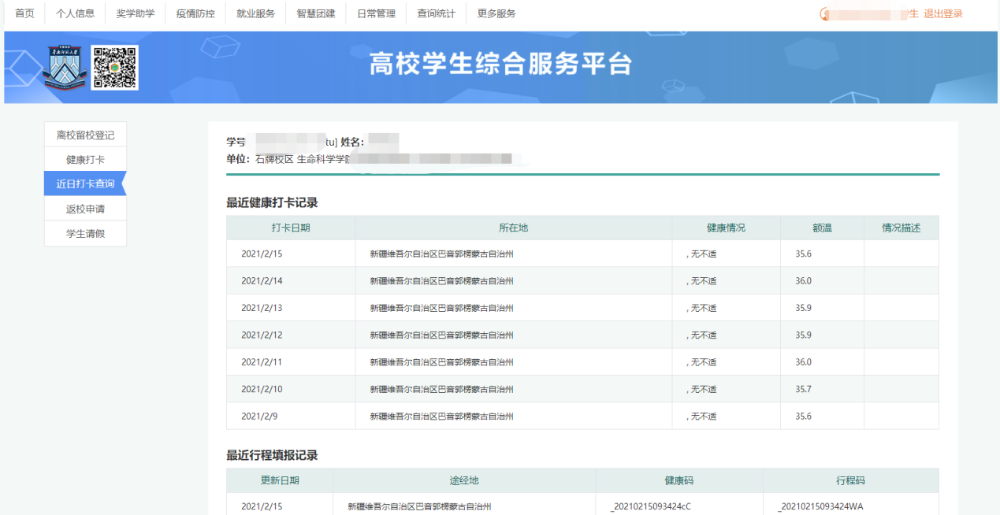 首页 个人信息 奖学助学 疫情防控 就业服务 智慧团建 日常管理 查询统计 更多服务 生 退出登录
高校学生综合服务平台
离校留校登记
健康打卡
近日打卡查询
返校申请
学生请假
学号 tu] 姓名:
单位: 石牌校区 生命科学学院
最近健康打卡记录
打卡日期 所在地 健康情况 额温 情况描述
2021/2/15 新疆维吾尔自治区巴音郭楞蒙古自治州 , 无不适 35.6
2021/2/14 新疆维吾尔自治区巴音郭楞蒙古自治州 , 无不适 36.0
2021/2/13 新疆维吾尔自治区巴音郭楞蒙古自治州 , 无不适 35.9
2021/2/12 新疆维吾尔自治区巴音郭楞蒙古自治州 , 无不适 35.9
2021/2/11 新疆维吾尔自治区巴音郭楞蒙古自治州 , 无不适 36.0
2021/2/10 新疆维吾尔自治区巴音郭楞蒙古自治州 , 无不适 35.7
2021/2/9 新疆维吾尔自治区巴音郭楞蒙古自治州 , 无不适 35.6
最近行程填报记录
更新日期 途经地 健康码 行程码
2021/2/15 新疆维吾尔自治区巴音郭楞蒙古自治州 _20210215093424cC _20210215093424WA